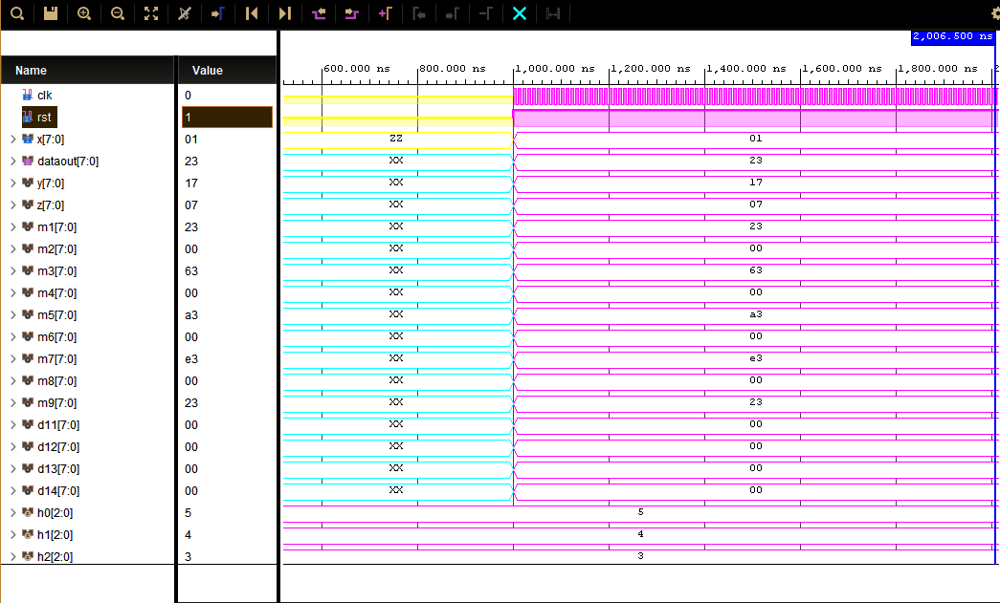 2,006.500 ns
Name Value
600.000 ns 800.000 ns 1,000.000 ns 1,200.000 ns 1,400.000 ns 1,600.000 ns 1,800.000 ns 2
clk 0
rst 1
x[7:0] 01 ZZ 01
dataout[7:0] 23 XX 23
y[7:0] 17 XX 17
z[7:0] 07 XX 07
m1[7:0] 23 XX 23
m2[7:0] 00 XX 00
m3[7:0] 63 XX 63
m4[7:0] 00 XX 00
m5[7:0] a3 XX a3
m6[7:0] 00 XX 00
m7[7:0] e3 XX e3
m8[7:0] 00 XX 00
m9[7:0] 23 XX 23
d11[7:0] 00 XX 00
d12[7:0] 00 XX 00
d13[7:0] 00 XX 00
d14[7:0] 00 XX 00
h0[2:0] 5 5
h1[2:0] 4 4
h2[2:0] 3 3